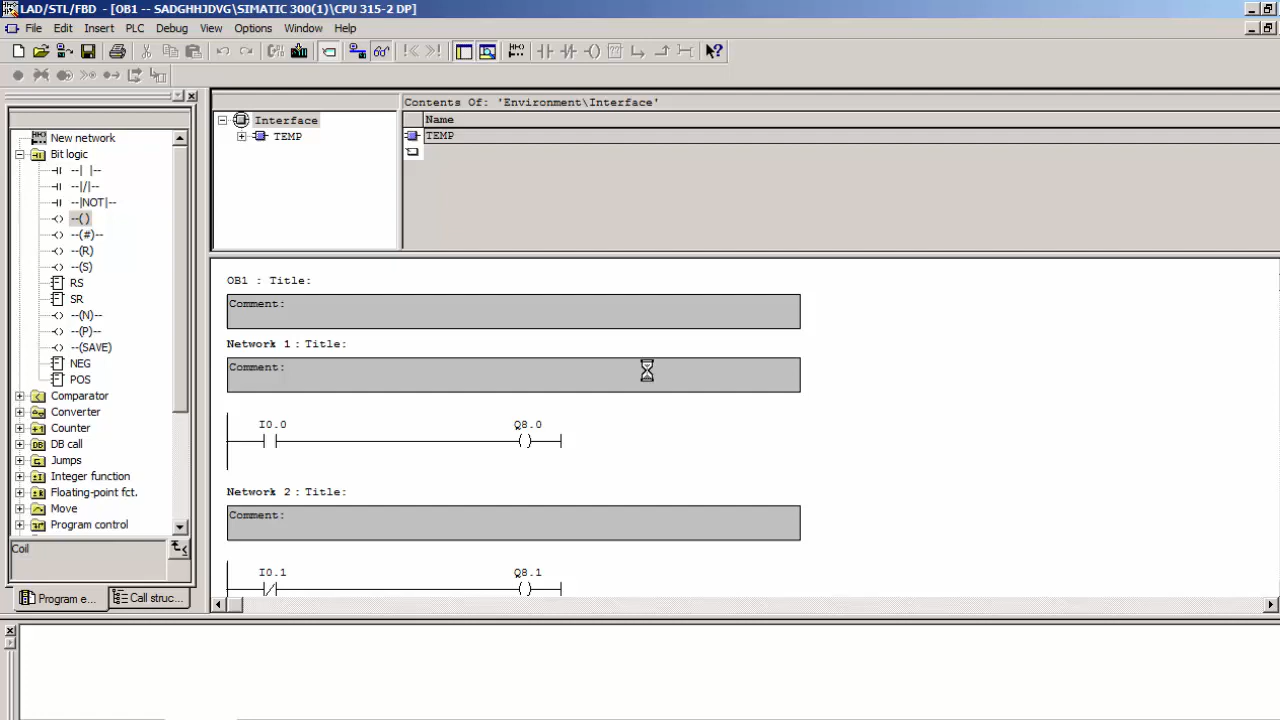 LAD/STL/FBD - [OB1 -- SADGHHJDVG\SIMATIC 300(1)\CPU 315-2 DP]
File Edit Insert PLC Debug View Options Window Help
Contents Of: 'Environment\Interface'
Interface
TEMP
Name
TEMP
New network
Bit logic
--| |--
--|/|--
--|NOT|--
--( )
--(#)--
--(R)
--(S)
RS
SR
--(N)--
--(P)--
--(SAVE)
NEG
POS
Comparator
Converter
Counter
DB call
Jumps
Integer function
Floating-point fct.
Move
Program control
Coil
Program e... Call struc...
OB1 : Title:
Comment:
Network 1 : Title:
Comment:
I0.0 Q8.0
Network 2 : Title:
Comment:
I0.1 Q8.1